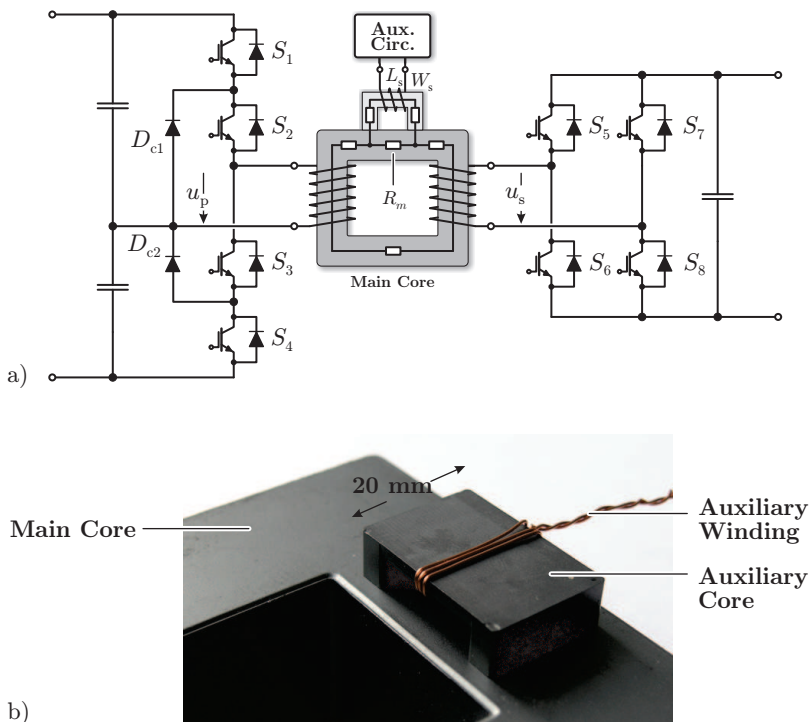 Aux.
Circ.
L_s W_s
S_1
S_2
D_c1
u_p
R_m
u_s
S_5 S_7
D_c2
S_3
S_6 S_8
Main Core
S_4
a)
20 mm
Main Core
Auxiliary
Winding
Auxiliary
Core
b)